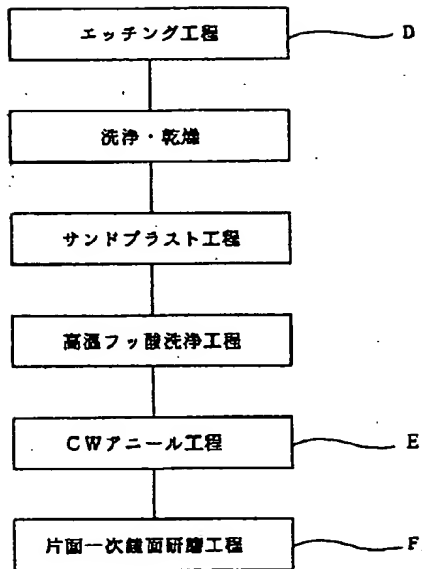 エッチング工程
D
洗浄・乾燥
サンドブラスト工程
高温フッ酸洗浄工程
CWアニール工程
E
片面一次鏡面研磨工程
F